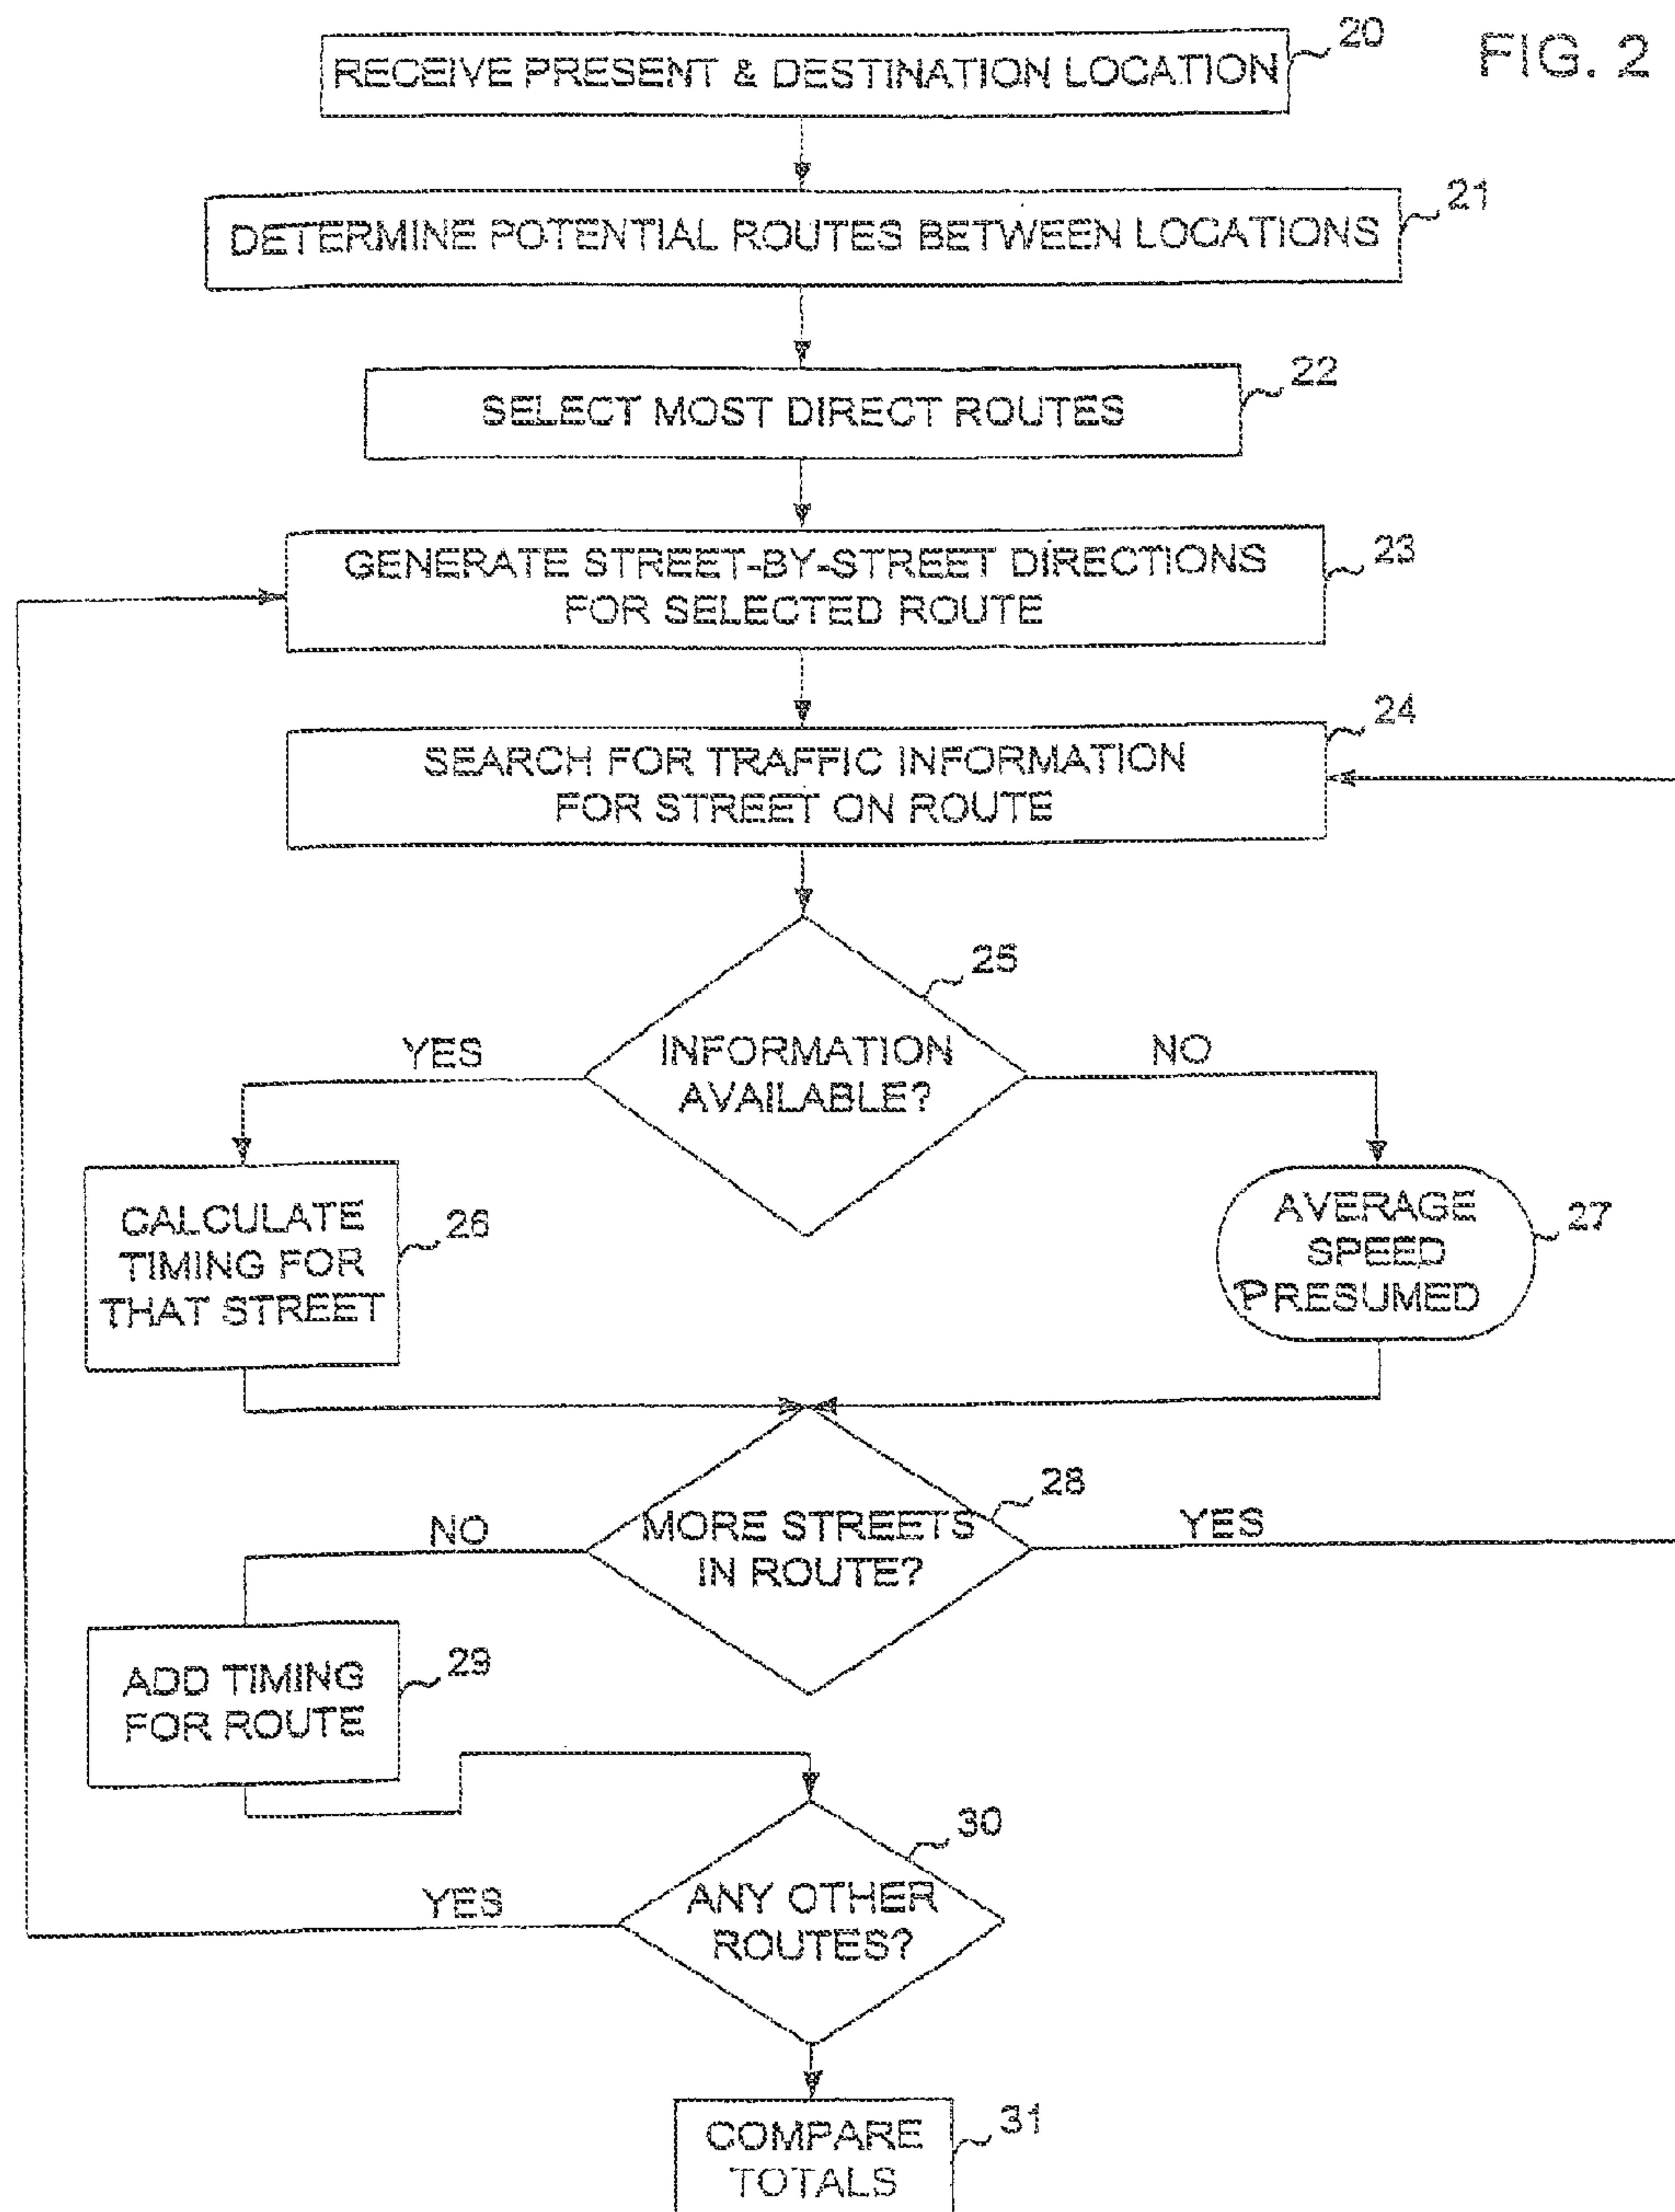 FIG. 2
RECEIVE PRESENT & DESTINATION LOCATION
20
DETERMINE POTENTIAL ROUTES BETWEEN LOCATIONS
21
SELECT MOST DIRECT ROUTES
22
GENERATE STREET-BY-STREET DIRECTIONS
FOR SELECTED ROUTE
23
SEARCH FOR TRAFFIC INFORMATION
FOR STREET ON ROUTE
24
25
INFORMATION
AVAILABLE?
YES
NO
CALCULATE
TIMING FOR
THAT STREET
26
AVERAGE
SPEED
PRESUMED
27
28
MORE STREETS
IN ROUTE?
NO
YES
ADD TIMING
FOR ROUTE
29
30
ANY OTHER
ROUTES?
YES
COMPARE
TOTALS
31